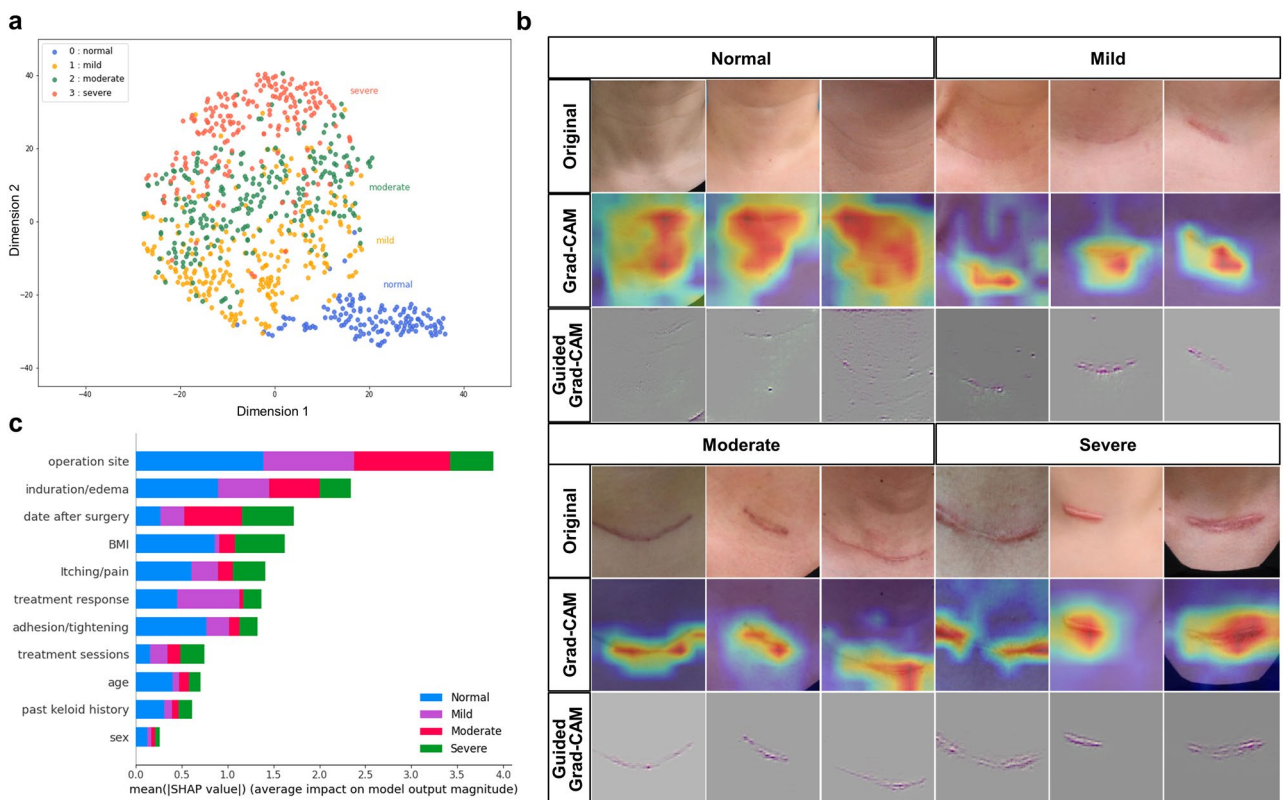 a
0 : normal
1 : mild
2 : moderate
3 : severe
severe
moderate
mild
normal
40
20
0
−20
−40
−40
−20
0
20
40
Dimension 2
Dimension 1
b
Normal
Mild
Original
Grad-CAM
Guided
Grad-CAM
Moderate
Severe
Original
Grad-CAM
Guided
Grad-CAM
c
operation site
induration/edema
date after surgery
BMI
Itching/pain
treatment response
adhesion/tightening
treatment sessions
age
past keloid history
sex
Normal
Mild
Moderate
Severe
0.0 0.5 1.0 1.5 2.0 2.5 3.0 3.5 4.0
mean(|SHAP value|) (average impact on model output magnitude)